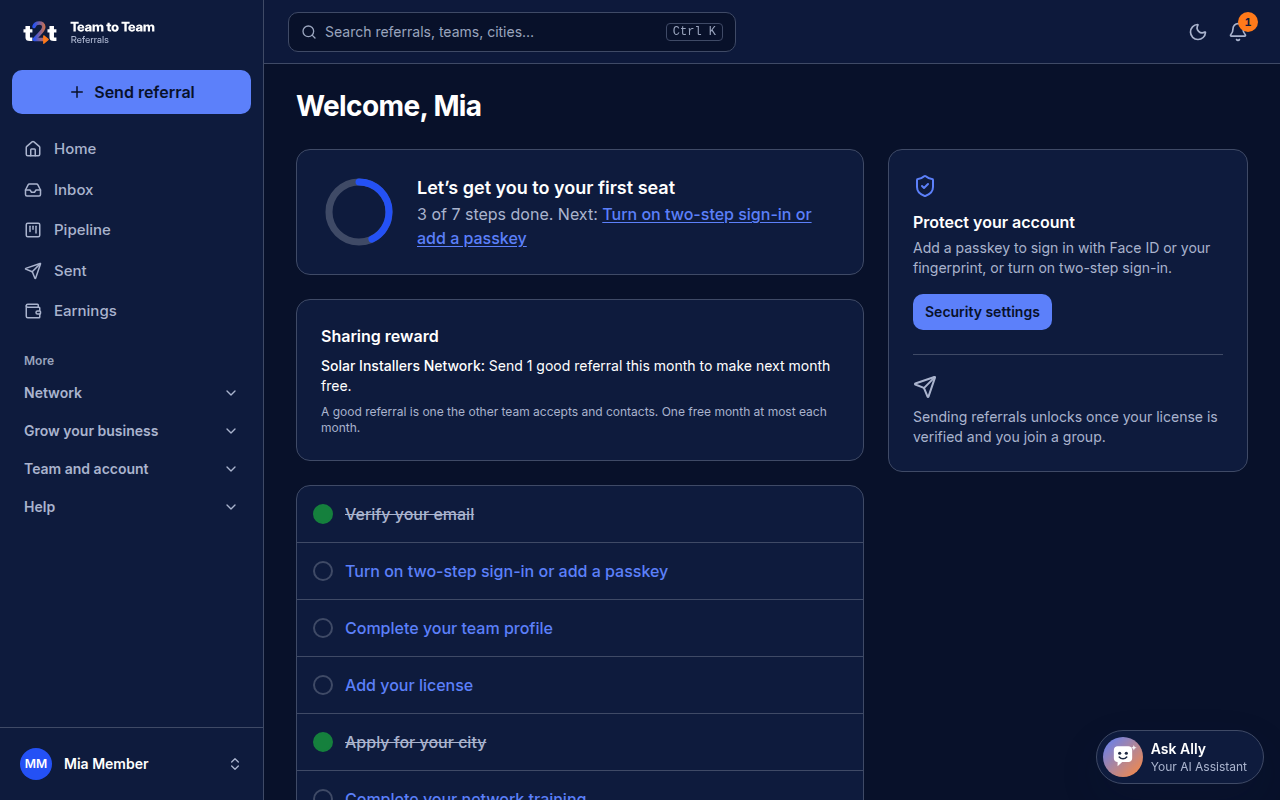 t2t
Team to Team
Referrals
Search referrals, teams, cities...
Ctrl K
1
Send referral
Home
Inbox
Pipeline
Sent
Earnings
More
Network
Grow your business
Team and account
Help
MM
Mia Member
Welcome, Mia
Let’s get you to your first seat
3 of 7 steps done. Next: Turn on two-step sign-in or
add a passkey
Sharing reward
Solar Installers Network: Send 1 good referral this month to make next month
free.
A good referral is one the other team accepts and contacts. One free month at most each
month.
Verify your email
Turn on two-step sign-in or add a passkey
Complete your team profile
Add your license
Apply for your city
Complete your network training
Protect your account
Add a passkey to sign in with Face ID or your
fingerprint, or turn on two-step sign-in.
Security settings
Sending referrals unlocks once your license is
verified and you join a group.
Ask Ally
Your AI Assistant